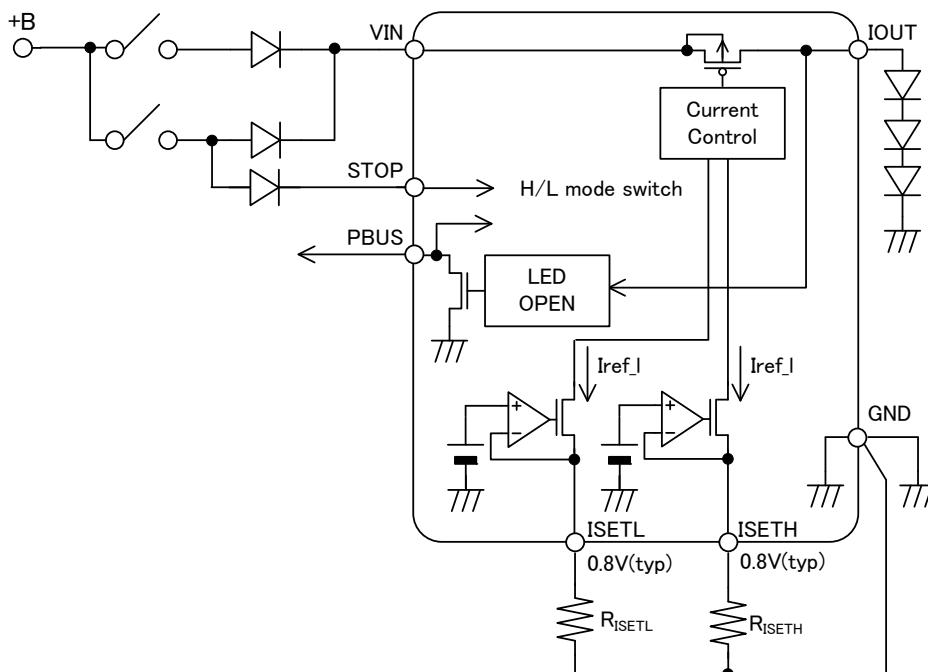 +B
VIN
IOUT
Current
Control
STOP
H/L mode switch
PBUS
LED
OPEN
Iref_l
Iref_l
+
−
+
−
GND
ISETL
ISETH
0.8V(typ)
0.8V(typ)
RISETL
RISETH